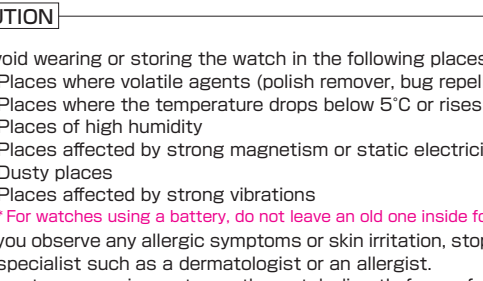 UTION
void wearing or storing the watch in the following places
Places where volatile agents (polish remover, bug repel
Places where the temperature drops below 5°C or rises
Places of high humidity
Places affected by strong magnetism or static electrici
Dusty places
Places affected by strong vibrations
* For watches using a battery, do not leave an old one inside fo
you observe any allergic symptoms or skin irritation, stop
specialist such as a dermatologist or an allergist.